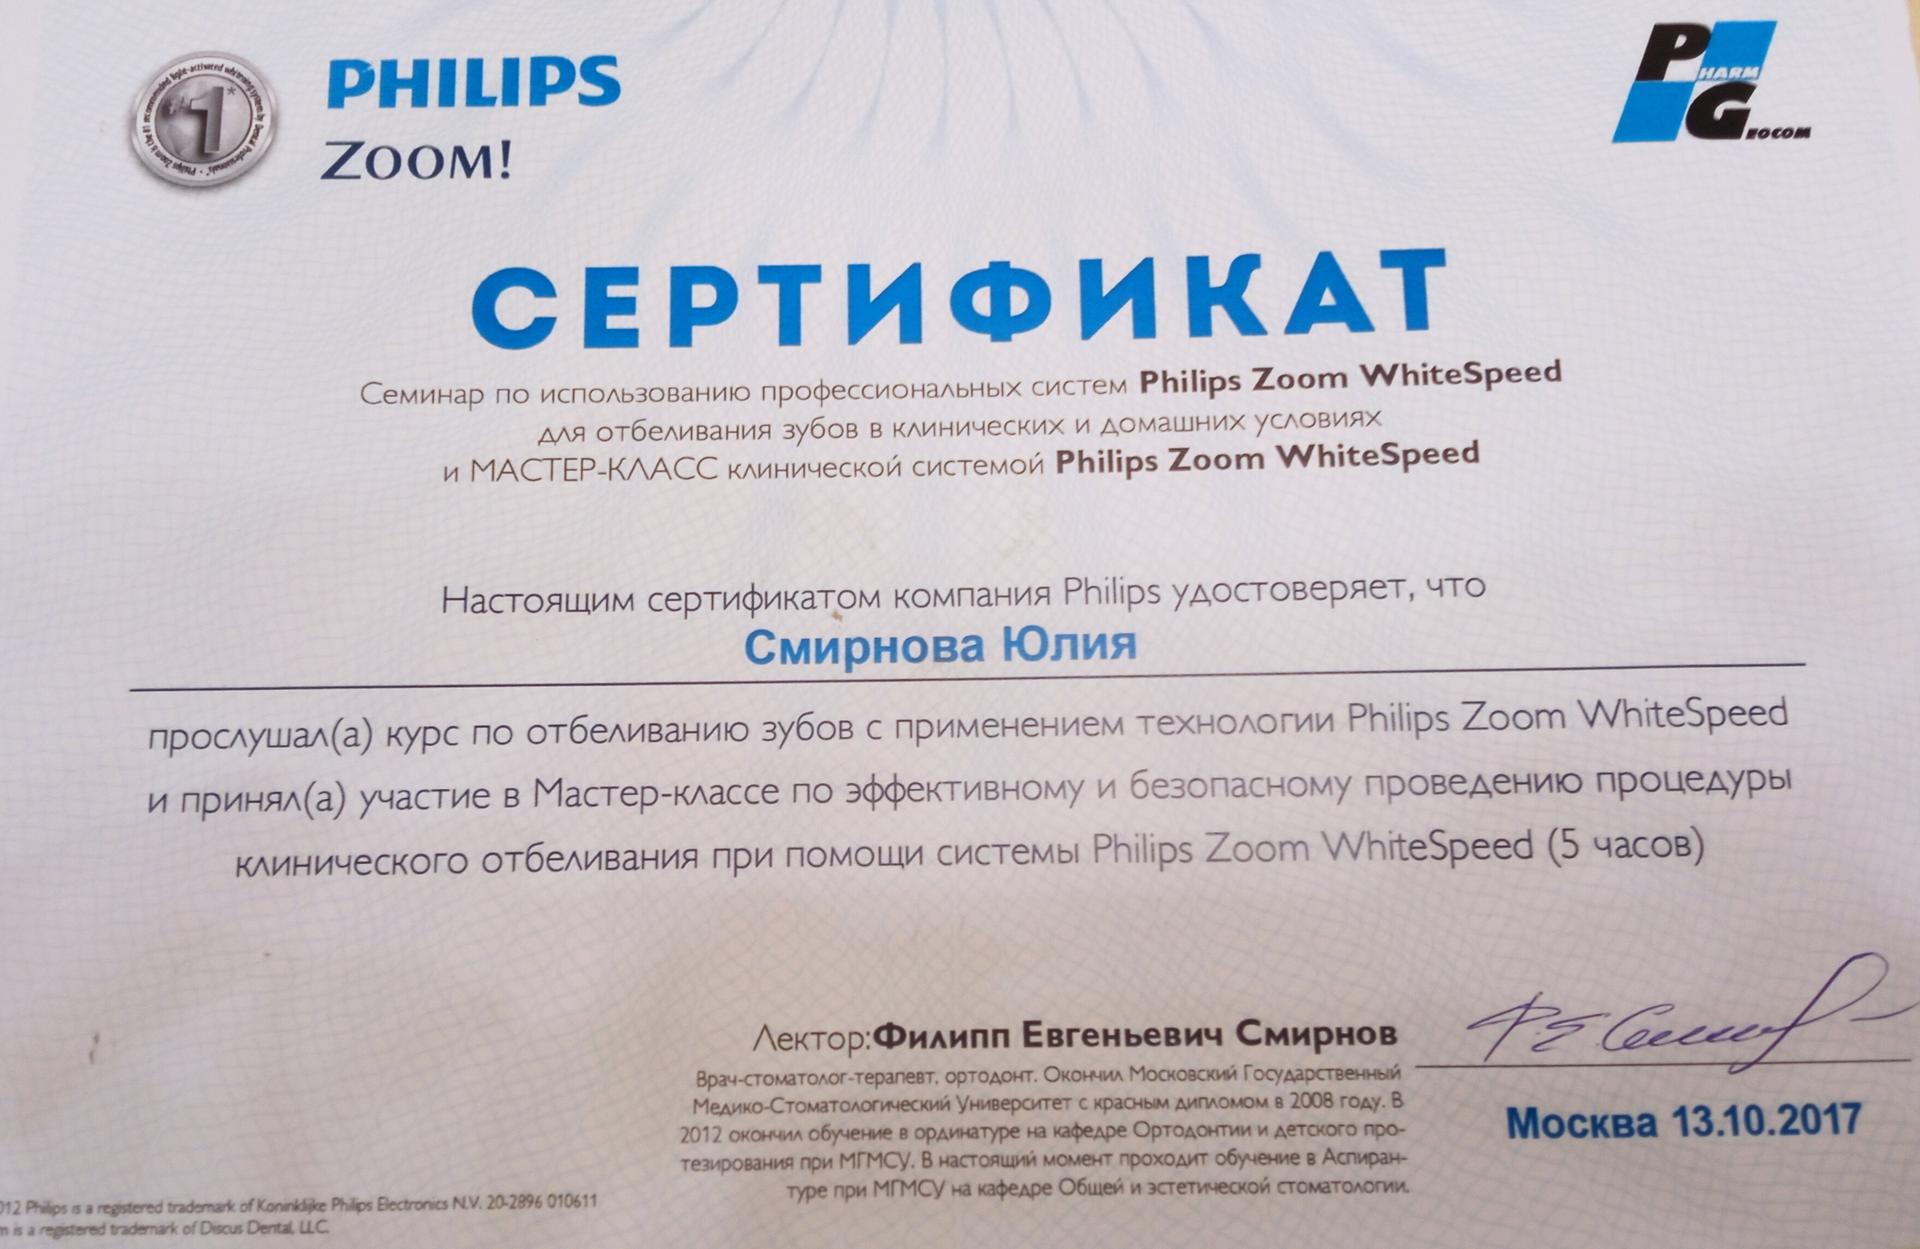 PHILIPS
ZOOM!
1*
PHARM
GEOCOM
СЕРТИФИКАТ
Семинар по использованию профессиональных систем Philips Zoom WhiteSpeed
для отбеливания зубов в клинических и домашних условиях
и МАСТЕР-КЛАСС клинической системой Philips Zoom WhiteSpeed
Настоящим сертификатом компания Philips удостоверяет, что
Смирнова Юлия
прослушал(а) курс по отбеливанию зубов с применением технологии Philips Zoom WhiteSpeed
и принял(а) участие в Мастер-классе по эффективному и безопасному проведению процедуры
клинического отбеливания при помощи системы Philips Zoom WhiteSpeed (5 часов)
Лектор:Филипп Евгеньевич Смирнов
Врач-стоматолог-терапевт, ортодонт. Окончил Московский Государственный
Медико-Стоматологический Университет с красным дипломом в 2008 году. В
2012 окончил обучение в ординатуре на кафедре Ортодонтии и детского про-
тезирования при МГМСУ. В настоящий момент проходит обучение в Аспиран-
туре при МГМСУ на кафедре Общей и эстетической стоматологии.
Москва 13.10.2017
012 Philips is a registered trademark of Koninklijke Philips Electronics N.V. 20-2896 010611
m is a registered trademark of Discus Dental, LLC.